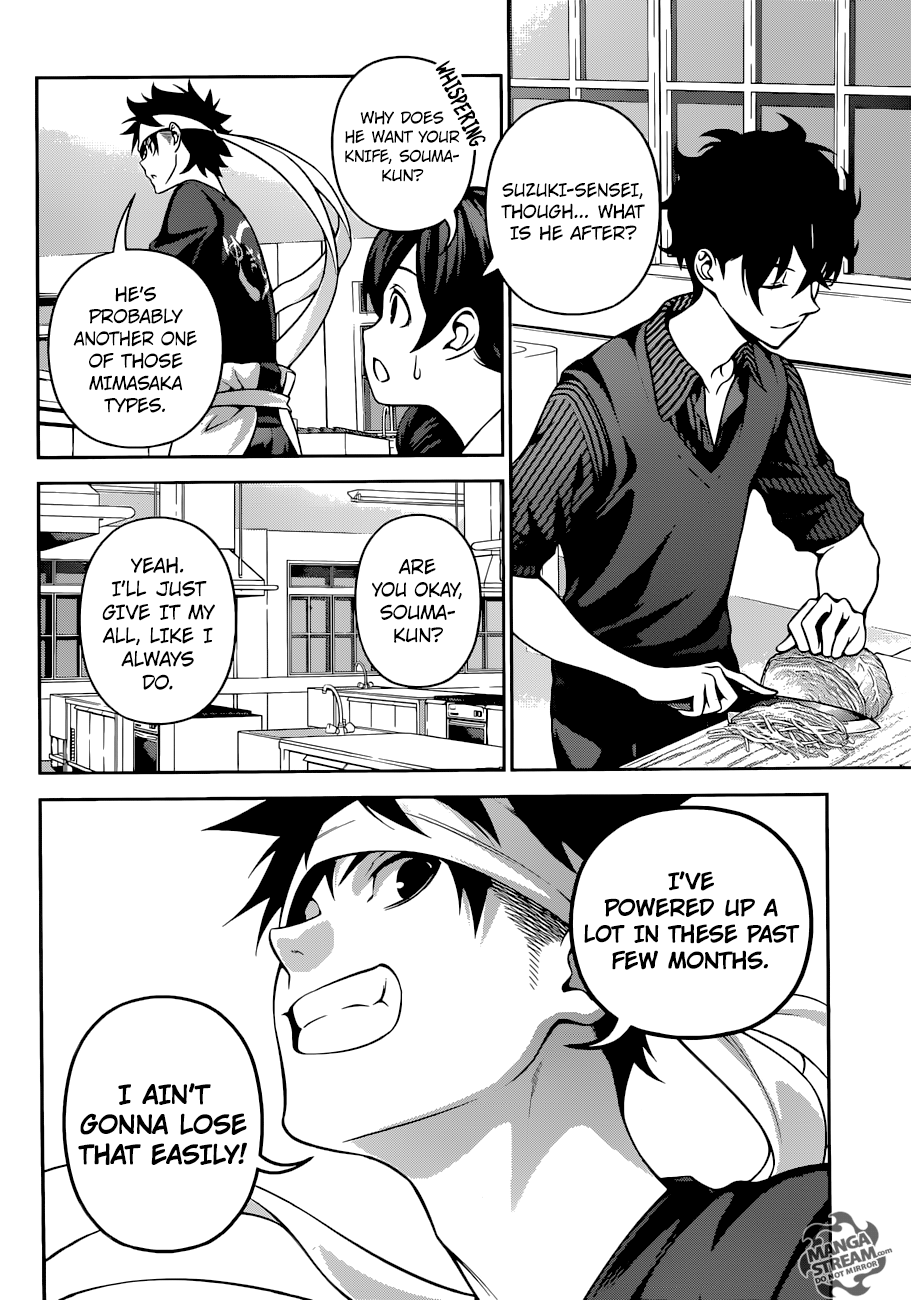 SUZUKI-SENSEI,
THOUGH... WHAT
IS HE AFTER?
WHISPERING
WHY DOES
HE WANT YOUR
KNIFE, SOUMA-
KUN?
HE'S
PROBABLY
ANOTHER ONE
OF THOSE
MIMASAKA
TYPES.
ARE
YOU OKAY,
SOUMA-
KUN?
YEAH.
I'LL JUST
GIVE IT MY
ALL, LIKE I
ALWAYS
DO.
I'VE
POWERED UP A
LOT IN THESE PAST
FEW MONTHS.
I AIN'T
GONNA LOSE
THAT EASILY!
MANGA
STREAM.com
DO NOT MIRROR